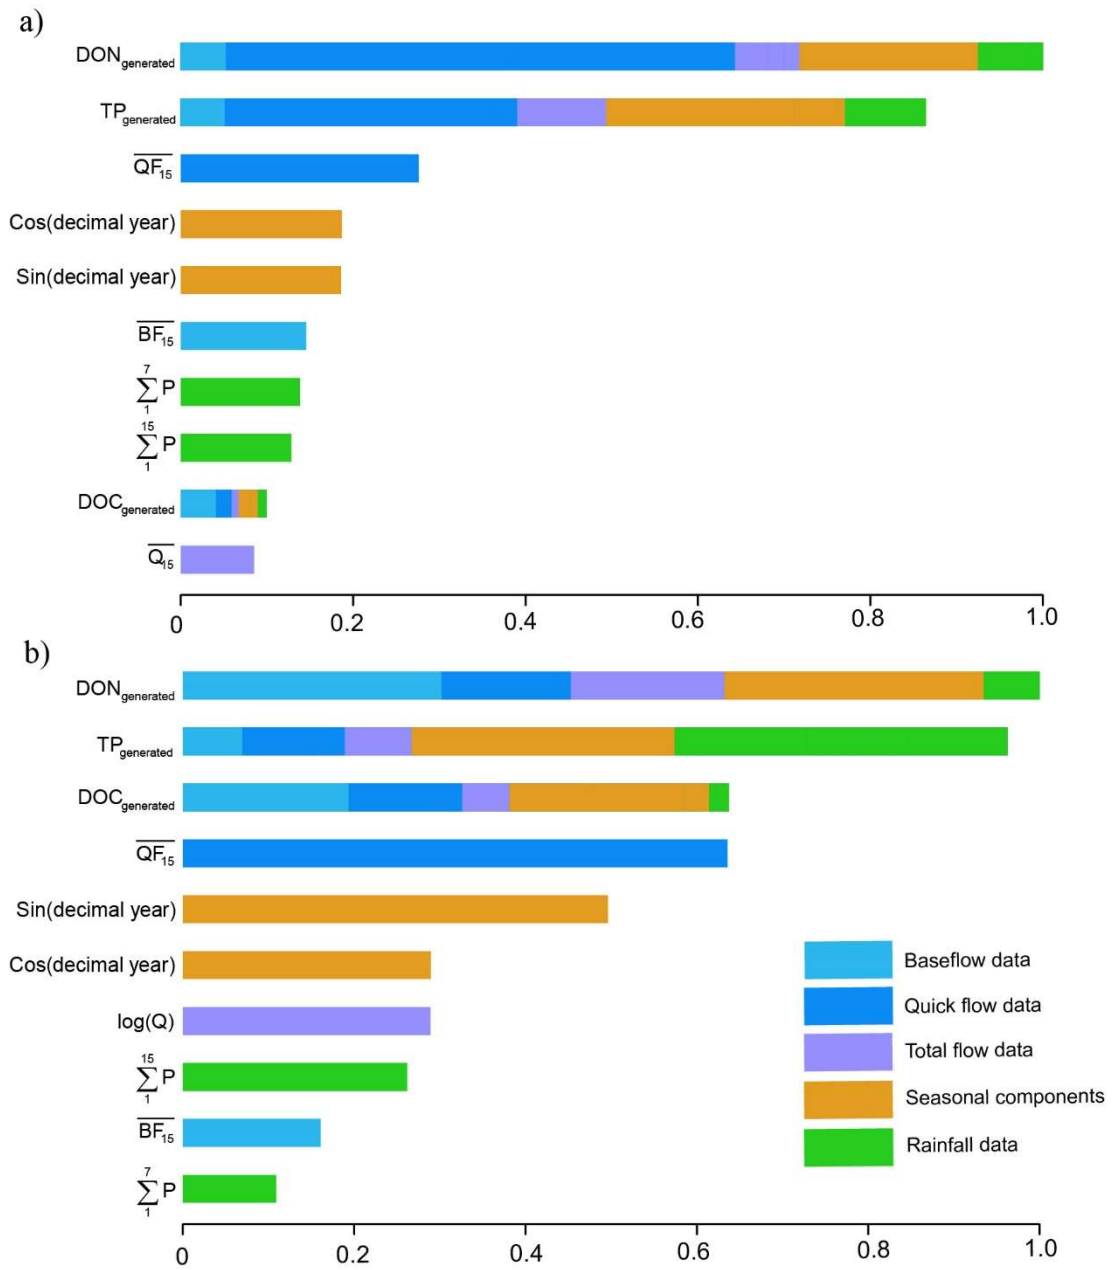 a)
DONgenerated
TPgenerated
QF15
Cos(decimal year)
Sin(decimal year)
BF15
7
∑P
1
15
∑P
1
DOCgenerated
Q15
0 0.2 0.4 0.6 0.8 1.0
b)
DONgenerated
TPgenerated
DOCgenerated
QF15
Sin(decimal year)
Cos(decimal year)
log(Q)
15
∑P
1
BF15
7
∑P
1
Baseflow data
Quick flow data
Total flow data
Seasonal components
Rainfall data
0 0.2 0.4 0.6 0.8 1.0